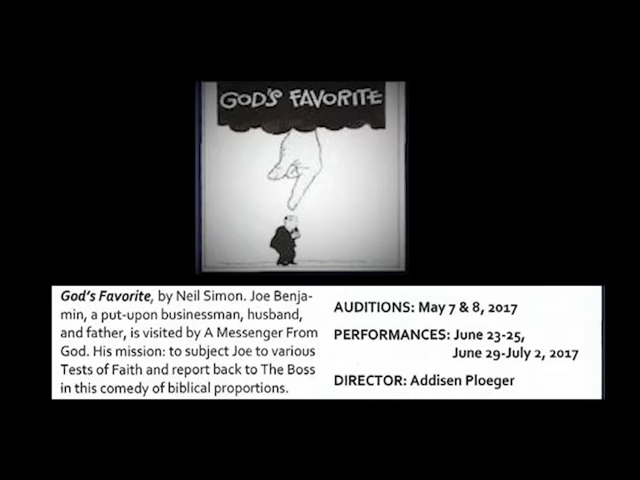 GOD'S FAVORITE
God's Favorite, by Neil Simon. Joe Benja-
min, a put-upon businessman, husband,
and father, is visited by A Messenger From
God. His mission: to subject Joe to various
Tests of Faith and report back to The Boss
in this comedy of biblical proportions.
AUDITIONS: May 7 & 8, 2017
PERFORMANCES: June 23-25,
June 29-July 2, 2017
DIRECTOR: Addisen Ploeger